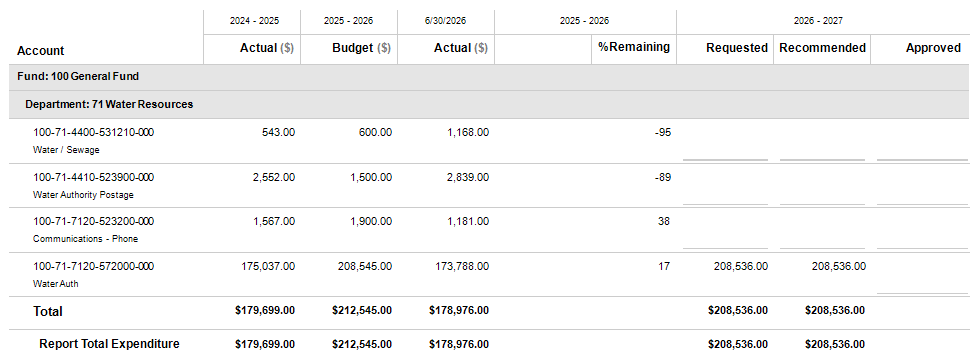 2024 - 2025 2025 - 2026 6/30/2026 2025 - 2026 2026 - 2027
Account Actual ($) Budget ($) Actual ($) %Remaining Requested Recommended Approved
Fund: 100 General Fund
Department: 71 Water Resources
100-71-4400-531210-000 543.00 600.00 1,168.00 -95
Water / Sewage
100-71-4410-523900-000 2,552.00 1,500.00 2,839.00 -89
Water Authority Postage
100-71-7120-523200-000 1,567.00 1,900.00 1,181.00 38
Communications - Phone
100-71-7120-572000-000 175,037.00 208,545.00 173,788.00 17 208,536.00 208,536.00
Water Auth
Total $179,699.00 $212,545.00 $178,976.00 $208,536.00 $208,536.00
Report Total Expenditure $179,699.00 $212,545.00 $178,976.00 $208,536.00 $208,536.00